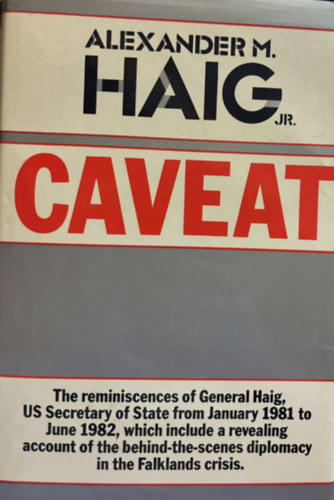 ALEXANDER M.
HAIG JR.
CAVEAT
The reminiscences of General Haig,
US Secretary of State from January 1981 to
June 1982, which include a revealing
account of the behind-the-scenes diplomacy
in the Falklands crisis.